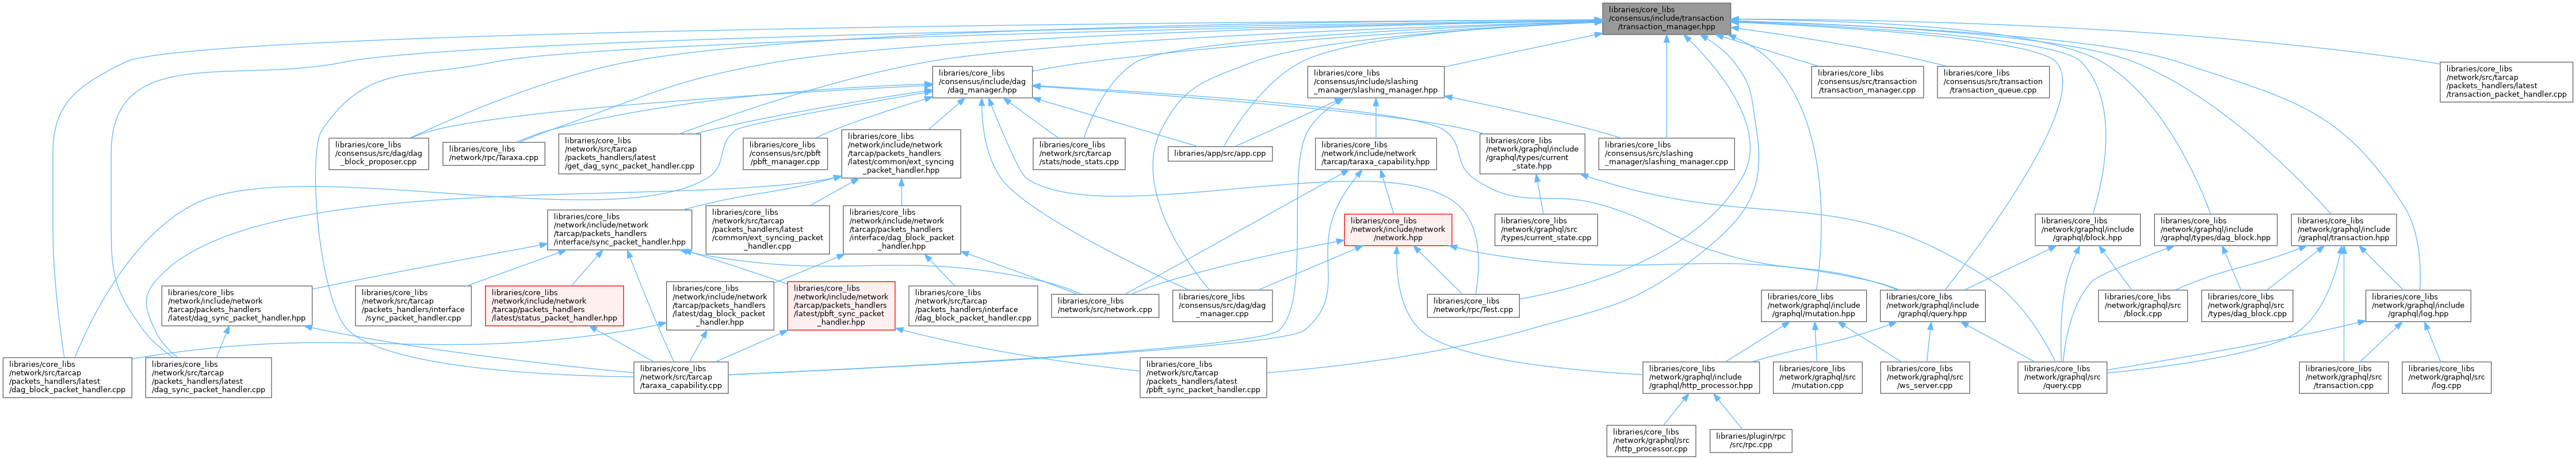 libraries/core_libs
/consensus/include/transaction
/transaction_manager.hpp
libraries/core_libs
/consensus/include/dag
/dag_manager.hpp
libraries/core_libs
/consensus/include/slashing
_manager/slashing_manager.hpp
libraries/core_libs
/consensus/src/transaction
/transaction_manager.cpp
libraries/core_libs
/consensus/src/transaction
/transaction_queue.cpp
libraries/core_libs
/network/src/tarcap
/packets_handlers/latest
/transaction_packet_handler.cpp
libraries/core_libs
/consensus/src/dag/dag
_block_proposer.cpp
libraries/core_libs
/network/rpc/Taraxa.cpp
libraries/core_libs
/network/src/tarcap
/packets_handlers/latest
/get_dag_sync_packet_handler.cpp
libraries/core_libs
/consensus/src/pbft
/pbft_manager.cpp
libraries/core_libs
/network/include/network
/tarcap/packets_handlers
/latest/common/ext_syncing
_packet_handler.hpp
libraries/core_libs
/network/src/tarcap
/stats/node_stats.cpp
libraries/app/src/app.cpp
libraries/core_libs
/network/include/network
/tarcap/taraxa_capability.hpp
libraries/core_libs
/network/graphql/include
/graphql/types/current
_state.hpp
libraries/core_libs
/consensus/src/slashing
_manager/slashing_manager.cpp
libraries/core_libs
/network/include/network
/tarcap/packets_handlers
/interface/sync_packet_handler.hpp
libraries/core_libs
/network/src/tarcap
/packets_handlers/latest
/common/ext_syncing_packet
_handler.cpp
libraries/core_libs
/network/include/network
/tarcap/packets_handlers
/interface/dag_block_packet
_handler.hpp
libraries/core_libs
/network/include/network
/network.hpp
libraries/core_libs
/network/graphql/src
/types/current_state.cpp
libraries/core_libs
/network/graphql/include
/graphql/block.hpp
libraries/core_libs
/network/graphql/include
/graphql/types/dag_block.hpp
libraries/core_libs
/network/graphql/include
/graphql/transaction.hpp
libraries/core_libs
/network/include/network
/tarcap/packets_handlers
/latest/dag_sync_packet_handler.hpp
libraries/core_libs
/network/src/tarcap
/packets_handlers/interface
/sync_packet_handler.cpp
libraries/core_libs
/network/include/network
/tarcap/packets_handlers
/latest/status_packet_handler.hpp
libraries/core_libs
/network/include/network
/tarcap/packets_handlers
/latest/dag_block_packet
_handler.hpp
libraries/core_libs
/network/include/network
/tarcap/packets_handlers
/latest/pbft_sync_packet
_handler.hpp
libraries/core_libs
/network/src/tarcap
/packets_handlers/interface
/dag_block_packet_handler.cpp
libraries/core_libs
/network/src/network.cpp
libraries/core_libs
/consensus/src/dag/dag
_manager.cpp
libraries/core_libs
/network/rpc/Test.cpp
libraries/core_libs
/network/graphql/include
/graphql/mutation.hpp
libraries/core_libs
/network/graphql/include
/graphql/query.hpp
libraries/core_libs
/network/graphql/src
/block.cpp
libraries/core_libs
/network/graphql/src
/types/dag_block.cpp
libraries/core_libs
/network/graphql/include
/graphql/log.hpp
libraries/core_libs
/network/src/tarcap
/packets_handlers/latest
/dag_block_packet_handler.cpp
libraries/core_libs
/network/src/tarcap
/packets_handlers/latest
/dag_sync_packet_handler.cpp
libraries/core_libs
/network/src/tarcap
/taraxa_capability.cpp
libraries/core_libs
/network/src/tarcap
/packets_handlers/latest
/pbft_sync_packet_handler.cpp
libraries/core_libs
/network/graphql/include
/graphql/http_processor.hpp
libraries/core_libs
/network/graphql/src
/mutation.cpp
libraries/core_libs
/network/graphql/src
/ws_server.cpp
libraries/core_libs
/network/graphql/src
/query.cpp
libraries/core_libs
/network/graphql/src
/transaction.cpp
libraries/core_libs
/network/graphql/src
/log.cpp
libraries/core_libs
/network/graphql/src
/http_processor.cpp
libraries/plugin/rpc
/src/rpc.cpp